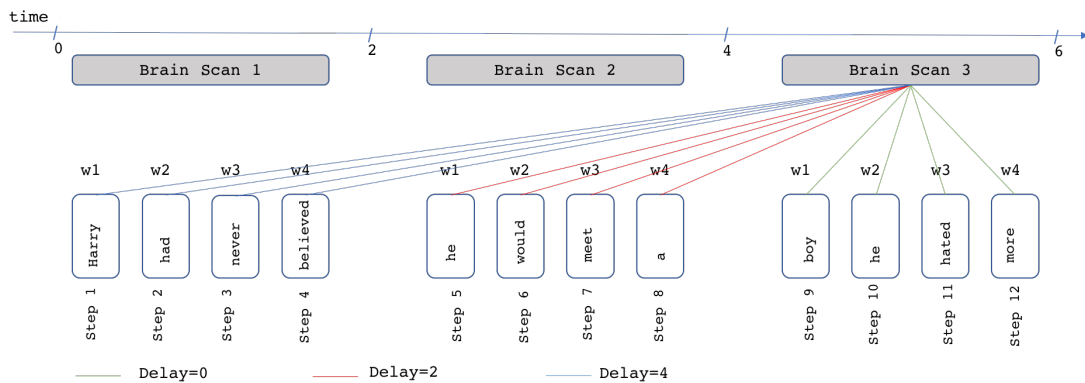 time
0 2 4 6
Brain Scan 1 Brain Scan 2 Brain Scan 3
w1 w2 w3 w4 w1 w2 w3 w4 w1 w2 w3 w4
Harry had never believed he would meet a boy he hated more
Step 1 Step 2 Step 3 Step 4 Step 5 Step 6 Step 7 Step 8 Step 9 Step 10 Step 11 Step 12
Delay=0 Delay=2 Delay=4